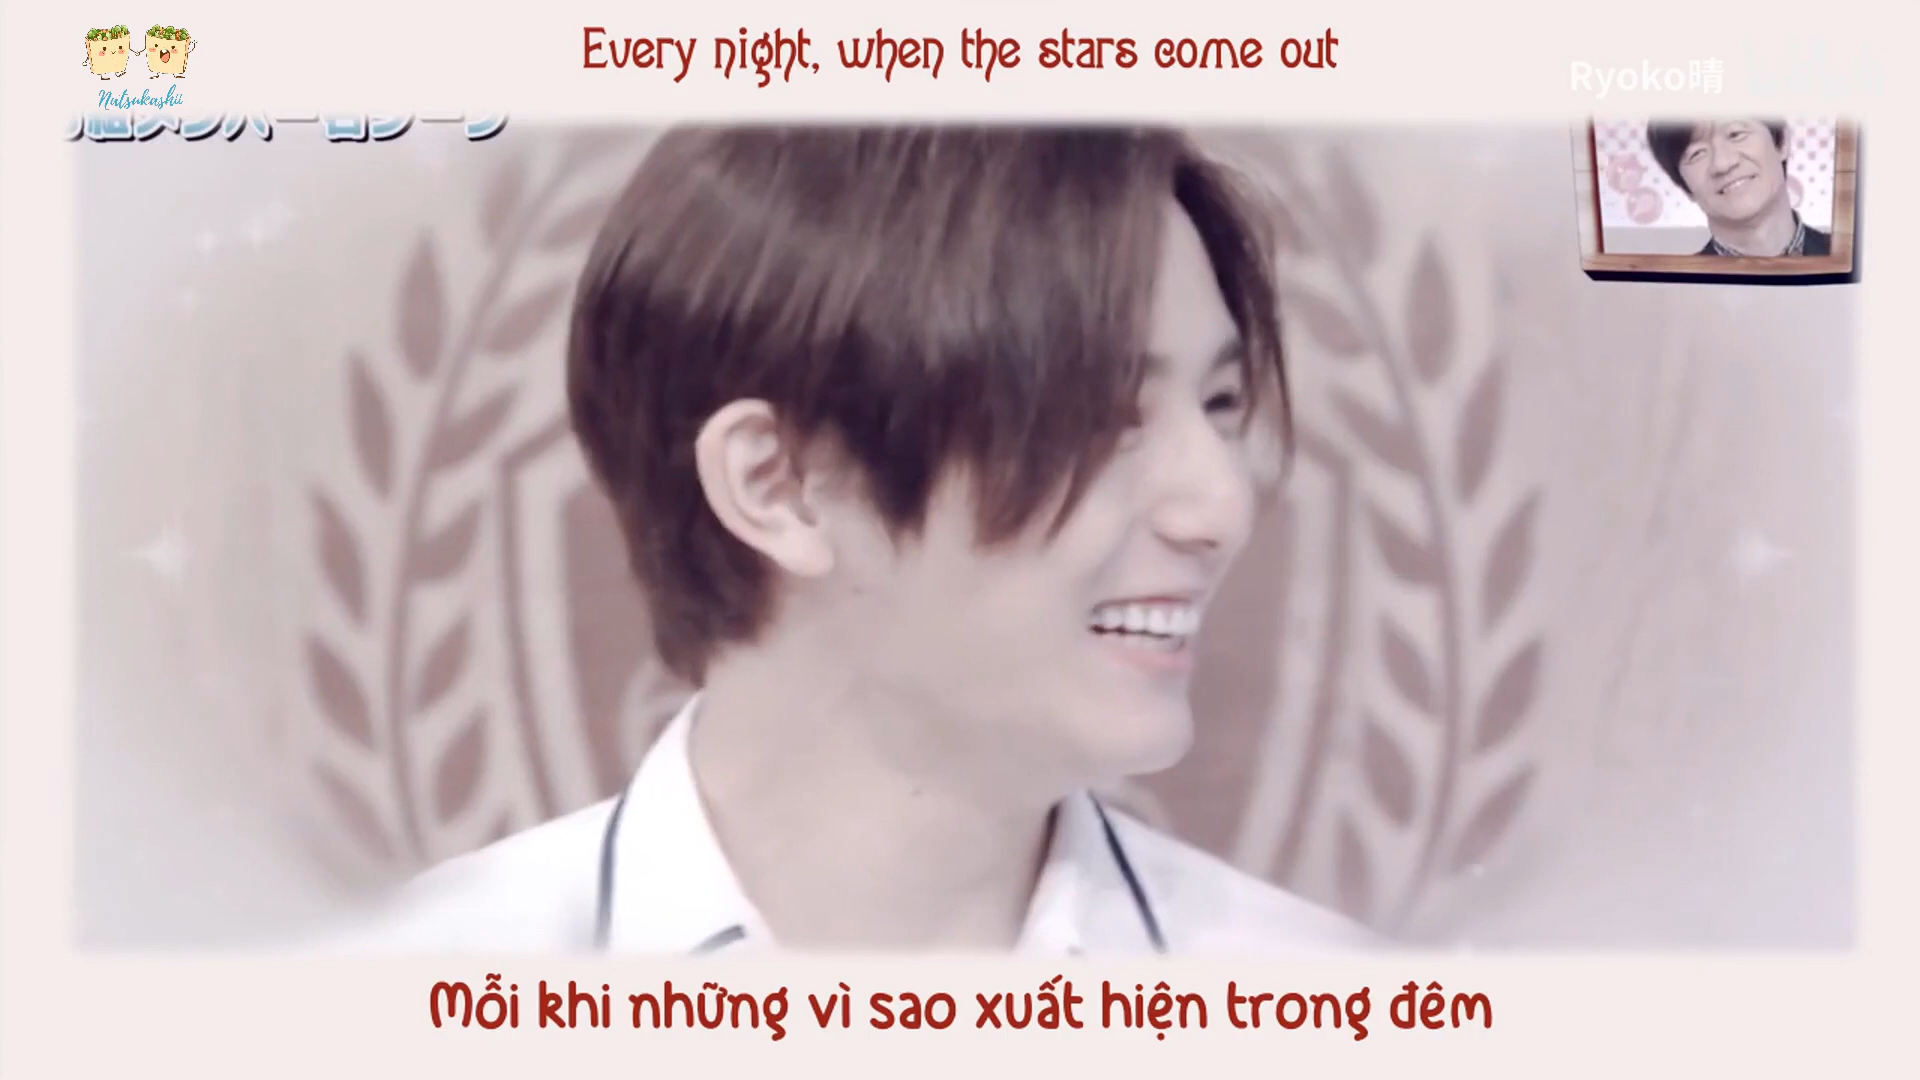 Every night, when the stars come out
Nutsukashii
Ryoko晴
Mỗi khi những vì sao xuất hiện trong đêm